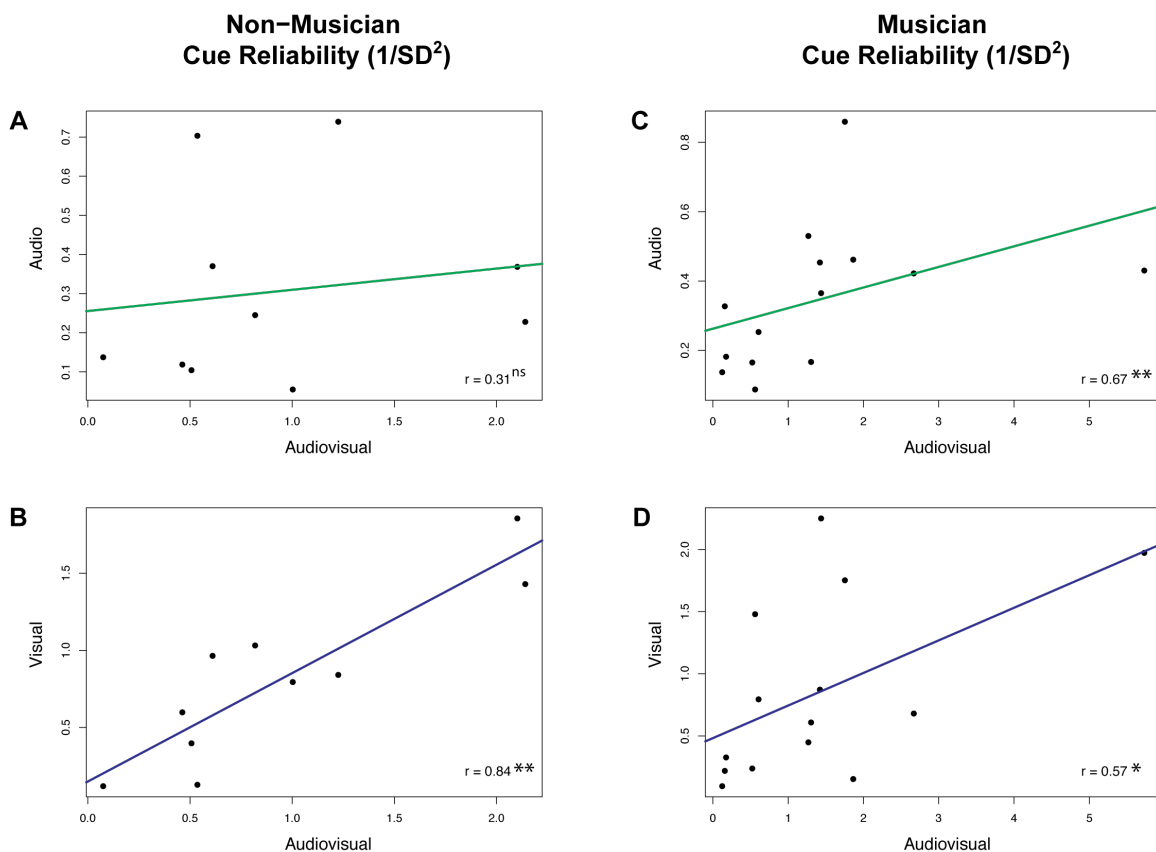 Non−Musician
Cue Reliability (1/SD²)
Musician
Cue Reliability (1/SD²)
A
0.1 0.2 0.3 0.4 0.5 0.6 0.7
Audio
r = 0.31 ns
0.0 0.5 1.0 1.5 2.0
Audiovisual
C
0.2 0.4 0.6 0.8
Audio
r = 0.67 **
0 1 2 3 4 5
Audiovisual
B
0.5 1.0 1.5
Visual
r = 0.84 **
0.0 0.5 1.0 1.5 2.0
Audiovisual
D
0.5 1.0 1.5 2.0
Visual
r = 0.57 *
0 1 2 3 4 5
Audiovisual